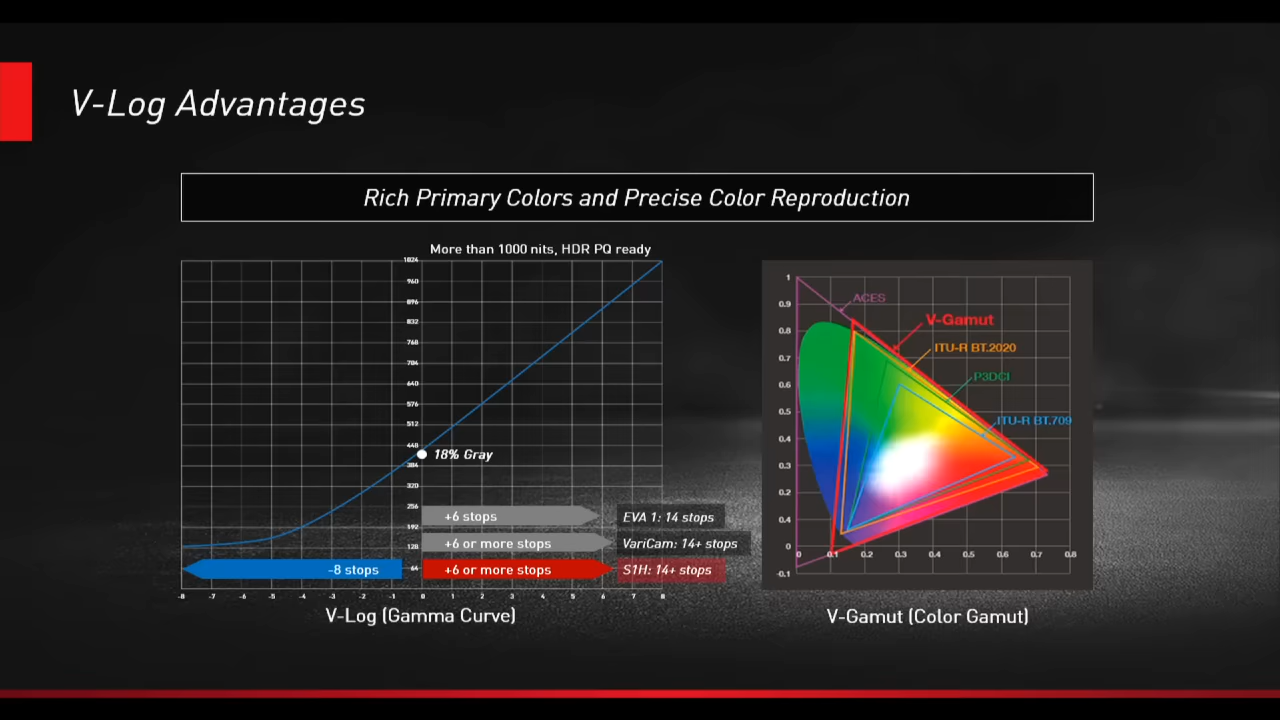 V-Log Advantages
Rich Primary Colors and Precise Color Reproduction
More than 1000 nits, HDR PQ ready
1024
960
896
832
768
704
640
576
512
448
384
320
256
192
128
64
18% Gray
+6 stops
EVA 1: 14 stops
+6 or more stops
VariCam: 14+ stops
-8 stops
+6 or more stops
S1H: 14+ stops
-8 -7 -6 -5 -4 -3 -2 -1 0 1 2 3 4 5 6 7 8
V-Log (Gamma Curve)
1
0.9
0.8
0.7
0.6
0.5
0.4
0.3
0.2
0.4
0
-0.1
ACES
V-Gamut
ITU-R BT.2020
P3DCI
ITU-R BT.709
0 0.1 0.2 0.3 0.4 0.5 0.6 0.7 0.8
V-Gamut (Color Gamut)